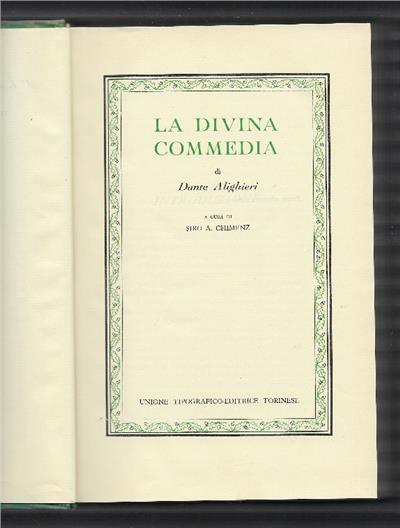 LA DIVINA
COMMEDIA
di
Dante Alighieri
A CURA DI
SIRO A. CHIMENZ
UNIONE TIPOGRAFICO-EDITRICE TORINESE